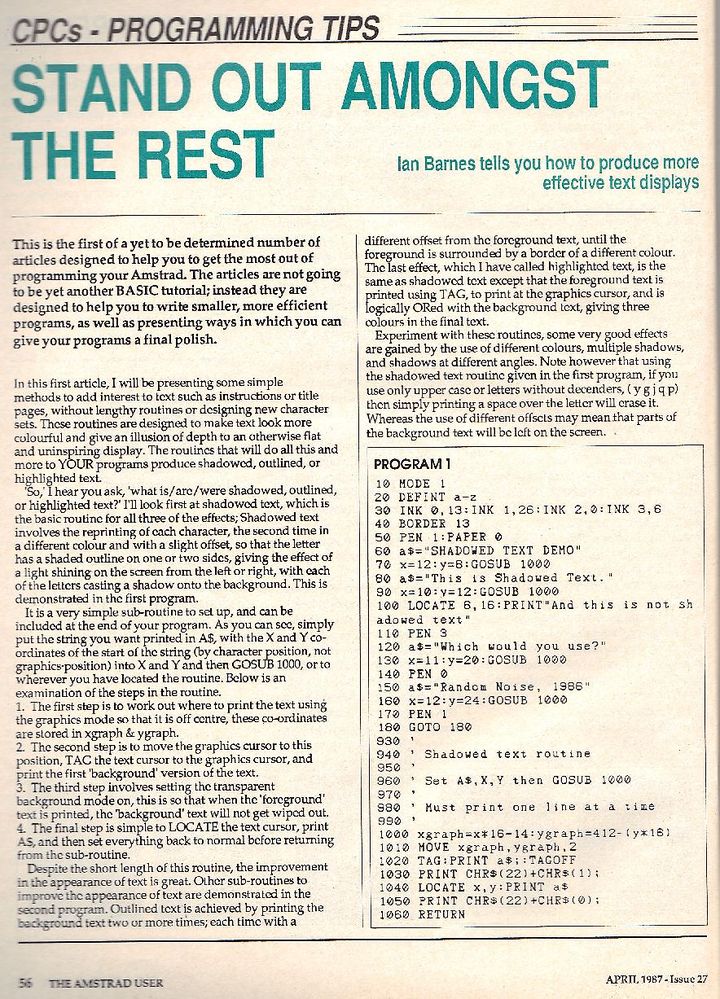 CPCs - PROGRAMMING TIPS
STAND OUT AMONGST
THE REST
Ian Barnes tells you how to produce more
effective text displays
This is the first of a yet to be determined number of
articles designed to help you to get the most out of
programming your Amstrad. The articles are not going
to be yet another BASIC tutorial; instead they are
designed to help you to write smaller, more efficient
programs, as well as presenting ways in which you can
give your programs a final polish.
In this first article, I will be presenting some simple
methods to add interest to text such as instructions or title
pages, without lengthy routines or designing new character
sets. These routines are designed to make text look more
colourful and give an illusion of depth to an otherwise flat
and uninspiring display. The routines that will do all this and
more to YOUR programs produce shadowed, outlined, or
highlighted text.
'So,' I hear you ask, 'what is/are/were shadowed, outlined,
or highlighted text?' I'll look first at shadowed text, which is
the basic routine for all three of the effects; Shadowed text
involves the reprinting of each character, the second time in
a different colour and with a slight offset, so that the letter
has a shaded outline on one or two sides, giving the effect of
a light shining on the screen from the left or right, with each
of the letters casting a shadow onto the background. This is
demonstrated in the first program.
It is a very simple sub-routine to set up, and can be
included at the end of your program. As you can see, simply
put the string you want printed in A$, with the X and Y co-
ordinates of the start of the string (by character position, not
graphics-position) into X and Y and then GOSUB 1000, or to
wherever you have located the routine. Below is an
examination of the steps in the routine.
1. The first step is to work out where to print the text using
the graphics mode so that it is off centre, these co-ordinates
are stored in xgraph & ygraph.
2. The second step is to move the graphics cursor to this
position, TAG the text cursor to the graphics cursor, and
print the first 'background' version of the text.
3. The third step involves setting the transparent
background mode on, this is so that when the 'foreground'
text is printed, the 'background' text will not get wiped out.
4. The final step is simple to LOCATE the text cursor, print
A$, and then set everything back to normal before returning
from the sub-routine.
Despite the short length of this routine, the improvement
in the appearance of text is great. Other sub-routines to
improve the appearance of text are demonstrated in the
second program. Outlined text is achieved by printing the
background text two or more times; each time with a
different offset from the foreground text, until the
foreground is surrounded by a border of a different colour.
The last effect, which I have called highlighted text, is the
same as shadowed text except that the foreground text is
printed using TAG, to print at the graphics cursor, and is
logically ORed with the background text, giving three
colours in the final text.
Experiment with these routines, some very good effects
are gained by the use of different colours, multiple shadows,
and shadows at different angles. Note however that using
the shadowed text routine given in the first program, if you
use only upper case or letters without decenders, ( y g j q p)
then simply printing a space over the letter will erase it.
Whereas the use of different offsets may mean that parts of
the background text will be left on the screen.
PROGRAM 1
10 MODE 1
20 DEFINT a-z
30 INK 0,13:INK 1,26:INK 2,0:INK 3,6
40 BORDER 13
50 PEN 1:PAPER 0
60 a$="SHADOWED TEXT DEMO"
70 x=12:y=8:GOSUB 1000
80 a$="This is Shadowed Text."
90 x=10:y=12:GOSUB 1000
100 LOCATE 6,16:PRINT"And this is not sh
adowed text"
110 PEN 3
120 a$="Which would you use?"
130 x=11:y=20:GOSUB 1000
140 PEN 0
150 a$="Random Noise, 1986"
160 x=12:y=24:GOSUB 1000
170 PEN 1
180 GOTO 180
930 '
940 ' Shadowed text routine
950 '
960 ' Set A$,X,Y then GOSUB 1000
970 '
980 ' Must print one line at a time
990 '
1000 xgraph=x*16-14:ygraph=412-(y*16)
1010 MOVE xgraph,ygraph,2
1020 TAG:PRINT a$;:TAGOFF
1030 PRINT CHR$(22)+CHR$(1);
1040 LOCATE x,y:PRINT a$
1050 PRINT CHR$(22)+CHR$(0);
1060 RETURN
56 THE AMSTRAD USER
APRIL 1987 - Issue 27